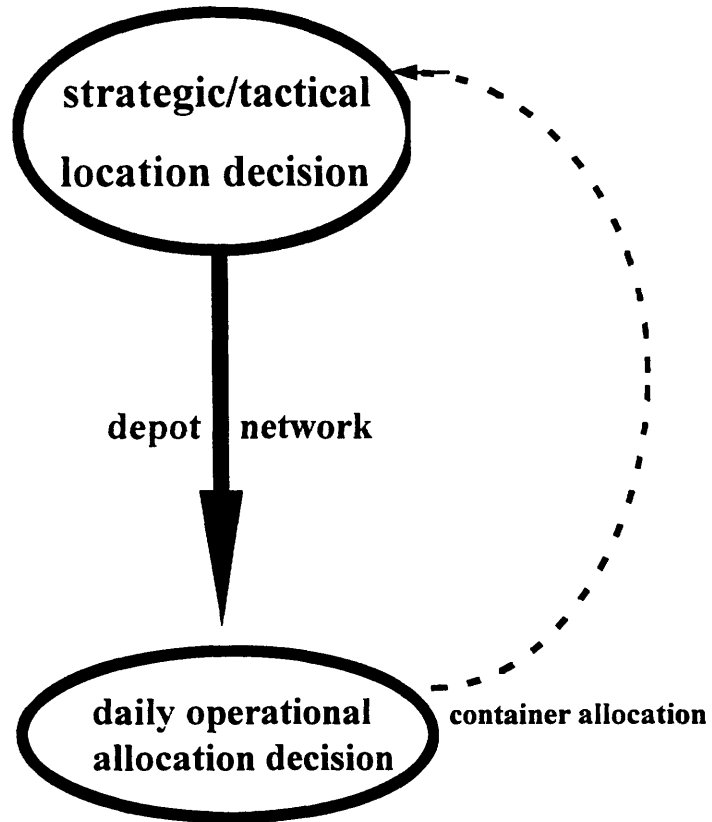 strategic/tactical
location decision
depot network
daily operational
allocation decision
container allocation